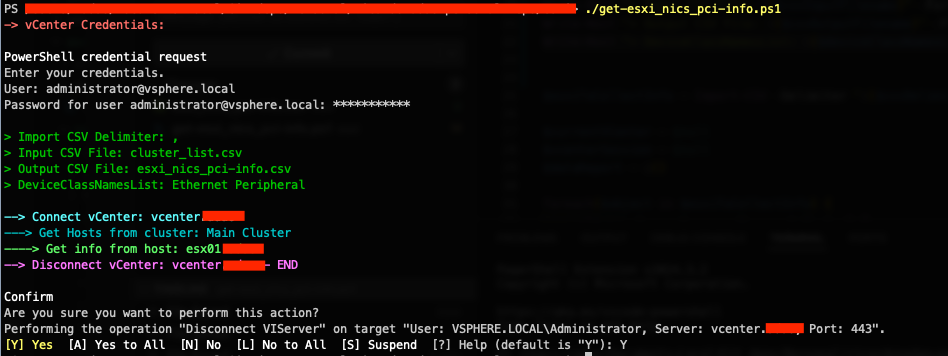 PS ./get-esxi_nics_pci-info.ps1
-> vCenter Credentials:
PowerShell credential request
Enter your credentials.
User: administrator@vsphere.local
Password for user administrator@vsphere.local: ***********
> Import CSV Delimiter: ,
> Input CSV File: cluster_list.csv
> Output CSV File: esxi_nics_pci-info.csv
> DeviceClassNamesList: Ethernet Peripheral
--> Connect vCenter: vcenter.
---> Get Hosts from cluster: Main Cluster
----> Get info from host: esx01
--> Disconnect vCenter: vcenter - END
Confirm
Are you sure you want to perform this action?
Performing the operation "Disconnect VIServer" on target "User: VSPHERE.LOCAL\Administrator, Server: vcenter. Port: 443".
[Y] Yes [A] Yes to All [N] No [L] No to All [S] Suspend [?] Help (default is "Y"): Y